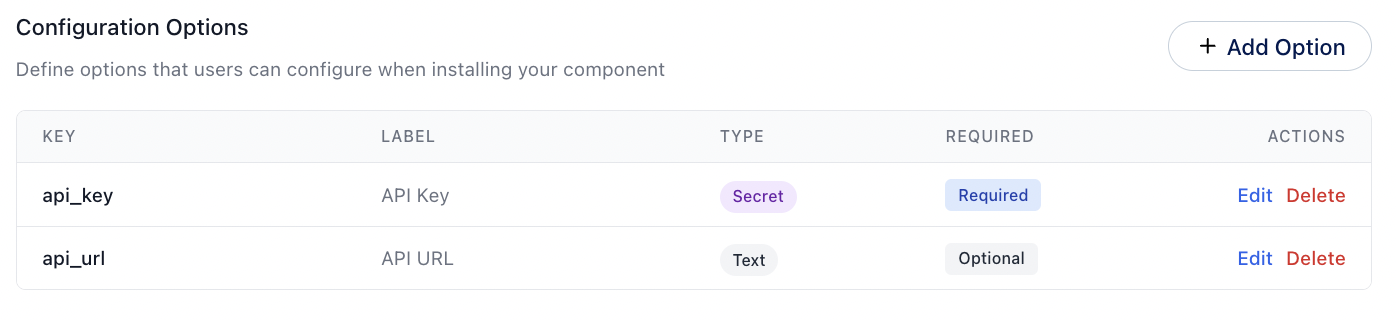 Configuration Options
+ Add Option
Define options that users can configure when installing your component
KEY LABEL TYPE REQUIRED ACTIONS
api_key API Key Secret Required Edit Delete
api_url API URL Text Optional Edit Delete